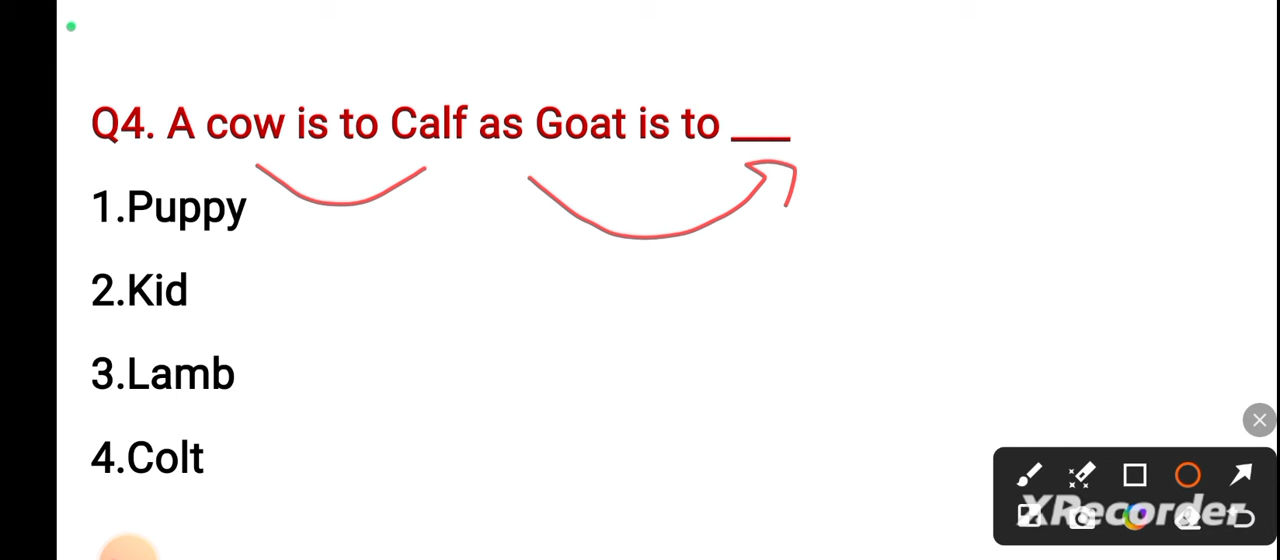 Q4. A cow is to Calf as Goat is to ___
1.Puppy
2.Kid
3.Lamb
4.Colt
XRecorder